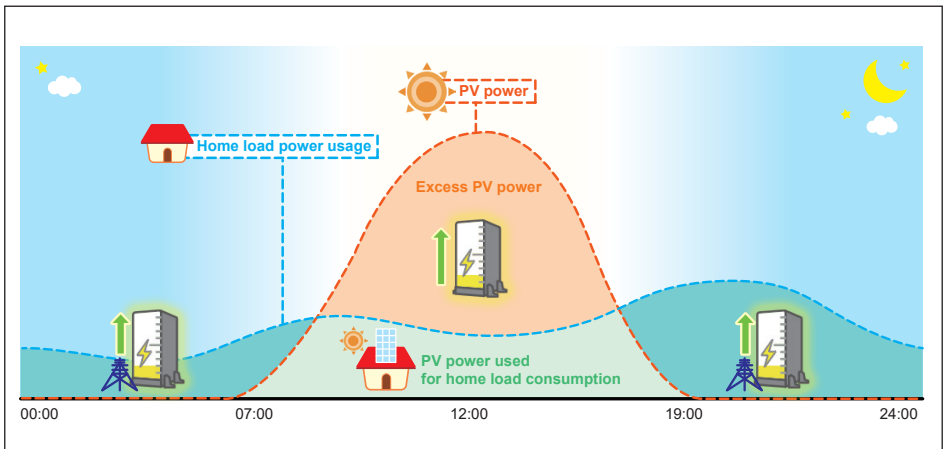 PV power
Home load power usage
Excess PV power
PV power used
for home load consumption
00:00
07:00
12:00
19:00
24:00